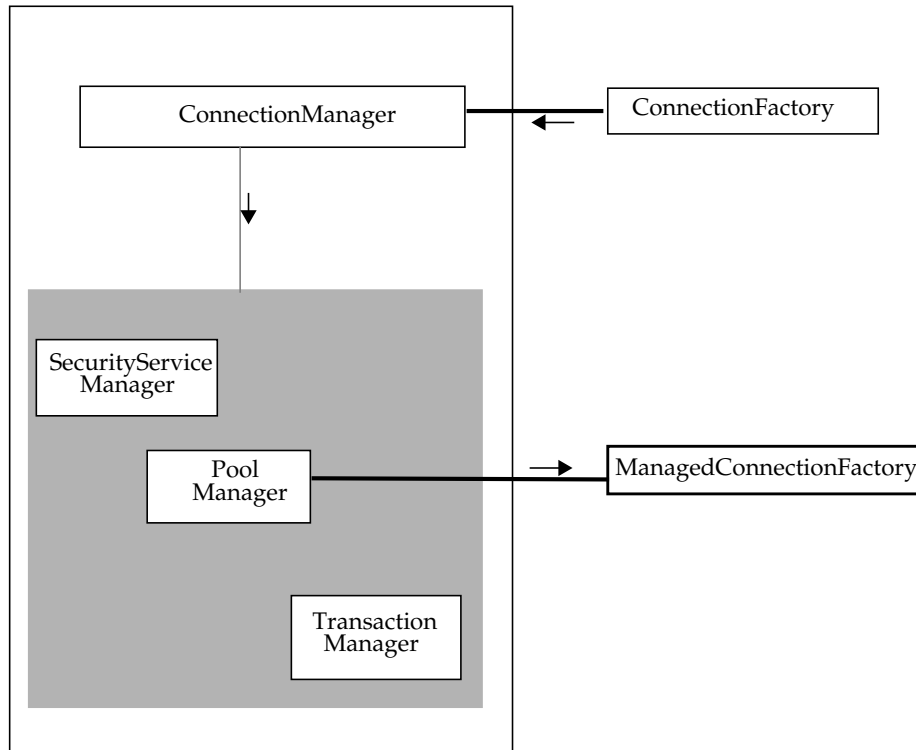 ConnectionManager
ConnectionFactory
SecurityService
Manager
Pool
Manager
ManagedConnectionFactory
Transaction
Manager